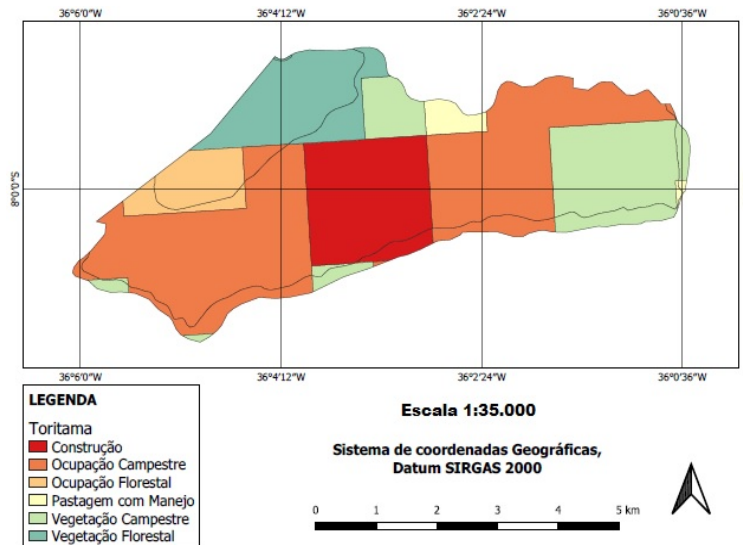 36°6'0"W 36°4'12"W 36°2'24"W 36°0'36"W
8°0'0"S
36°6'0"W 36°4'12"W 36°2'24"W 36°0'36"W
LEGENDA
Toritama
Construção
Ocupação Campestre
Ocupação Florestal
Pastagem com Manejo
Vegetação Campestre
Vegetação Florestal
Escala 1:35.000
Sistema de coordenadas Geográficas,
Datum SIRGAS 2000
0 1 2 3 4 5 km